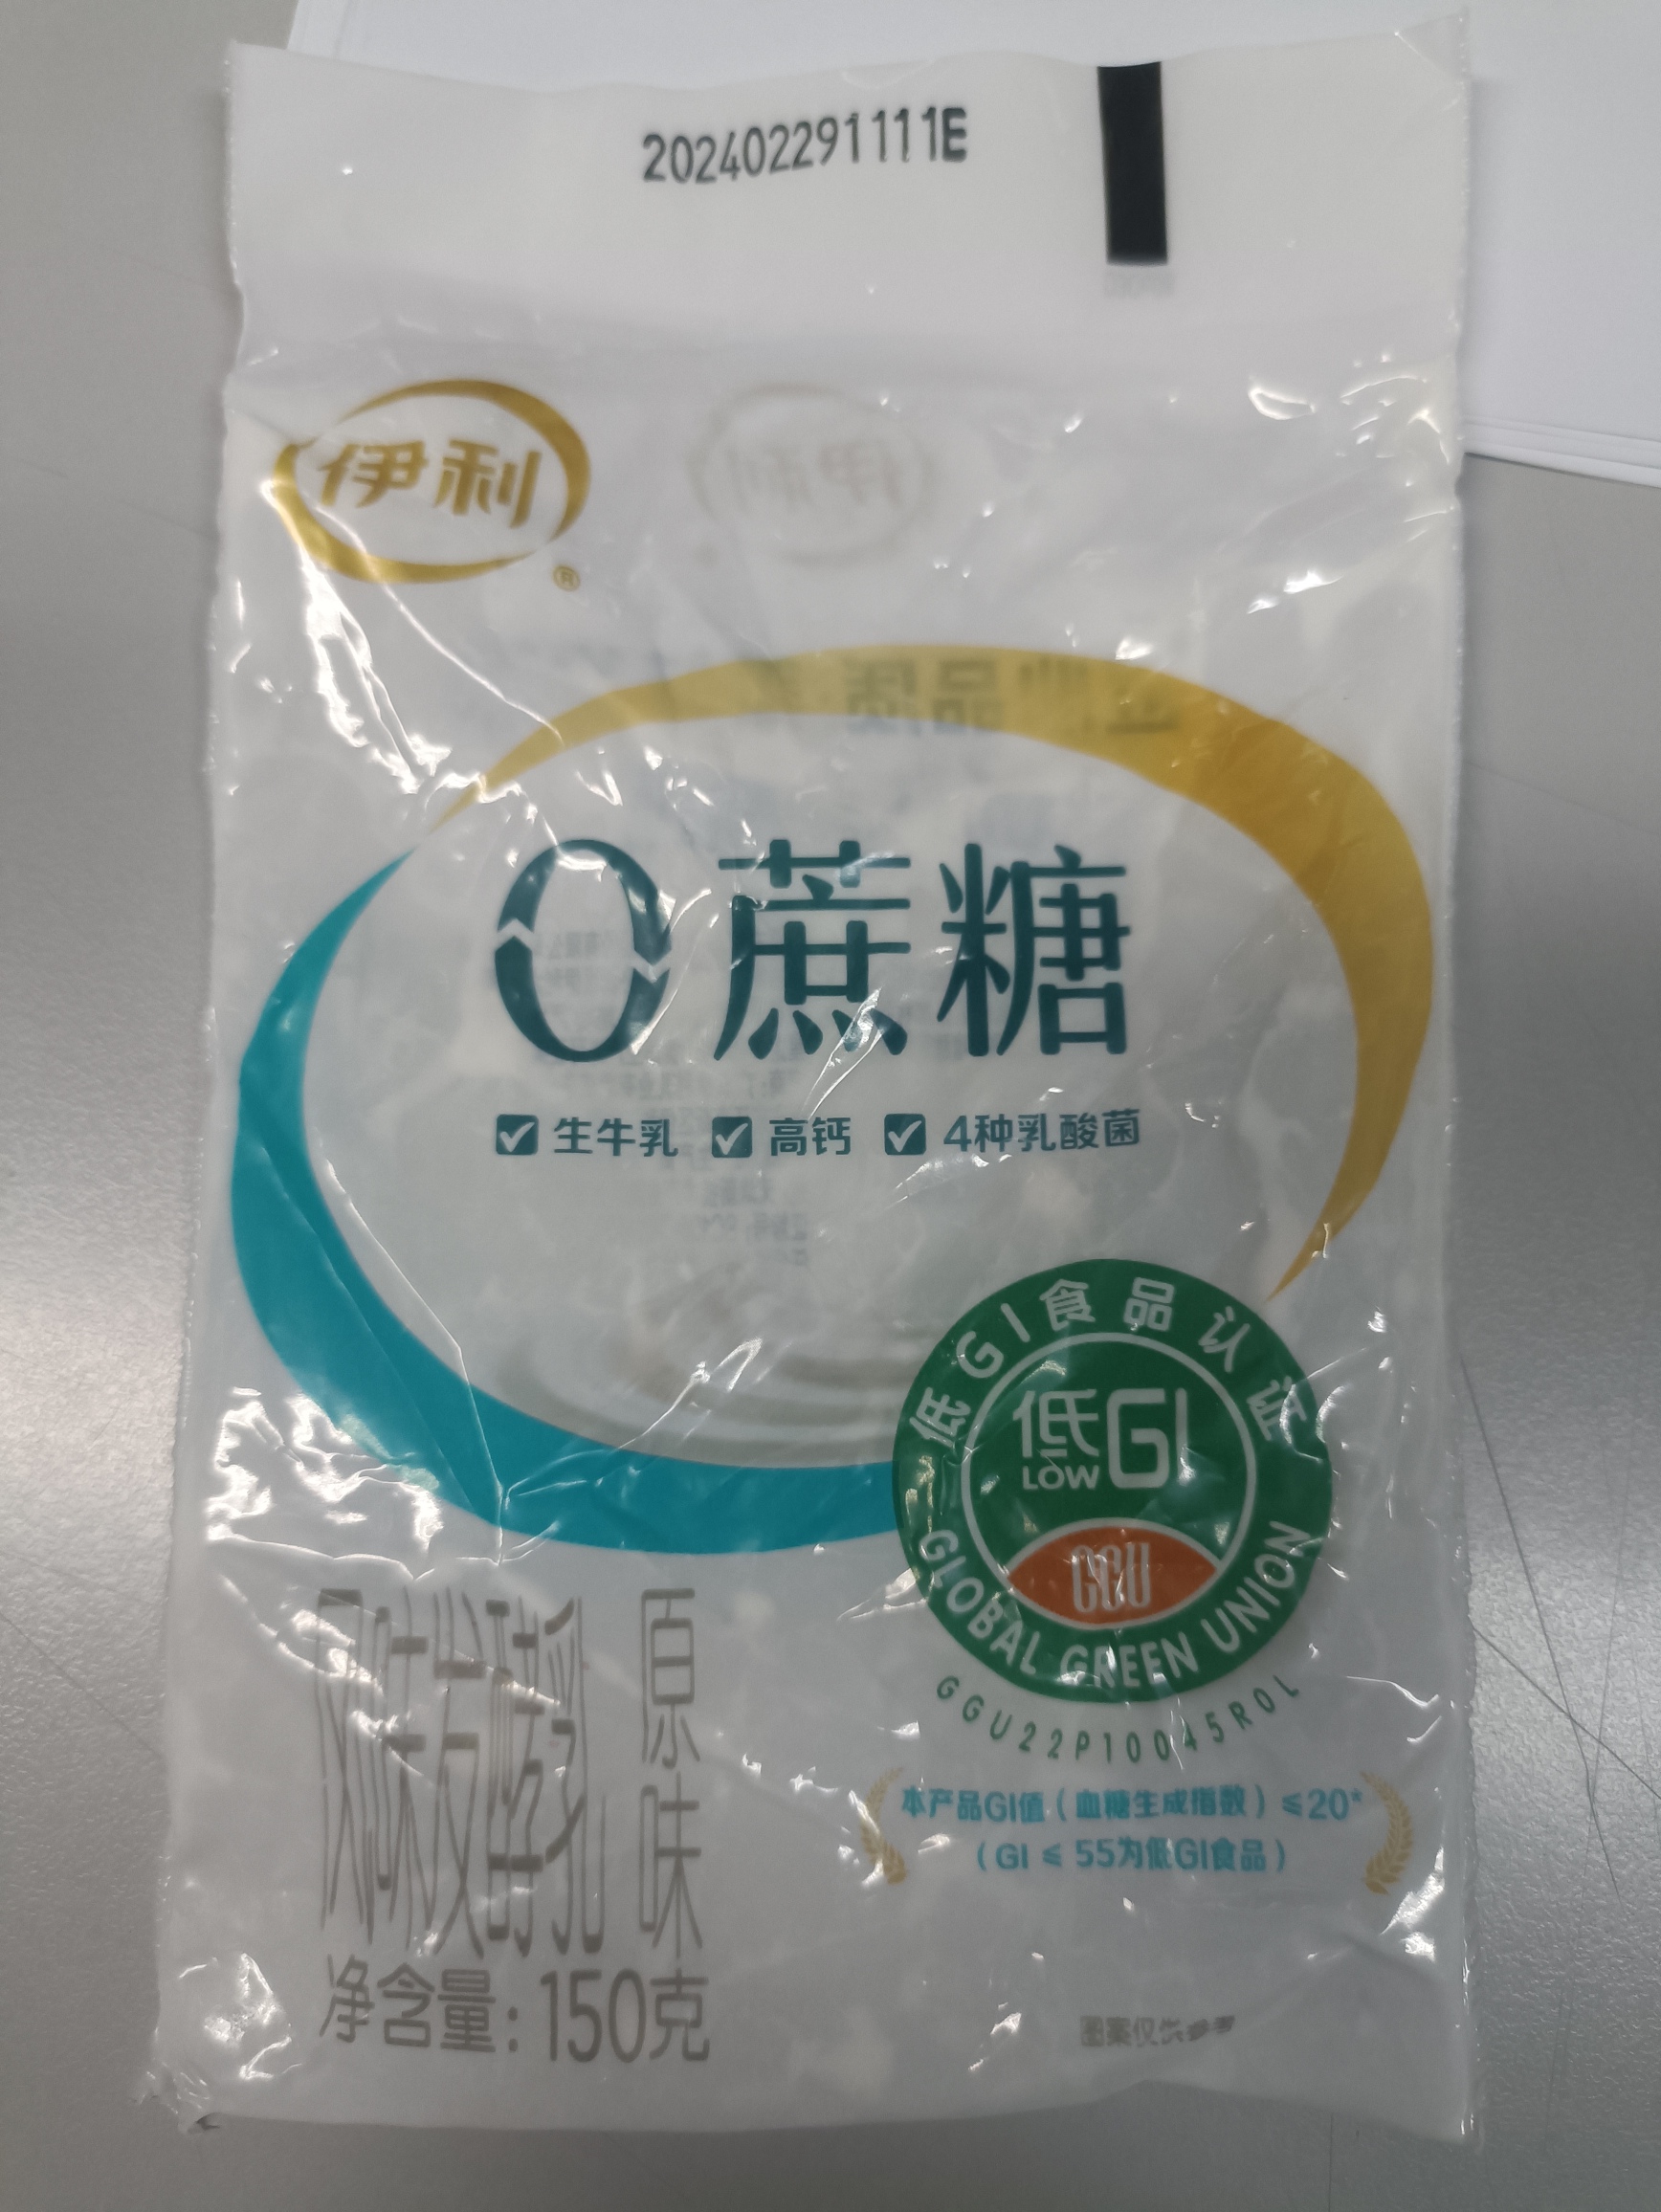 202402291111E
伊利
®
0蔗糖
生牛乳 高钙 4种乳酸菌
低GI食品认证
低GI
LOW
GGU
GLOBAL GREEN UNION
GGU22P10045R0L
本产品GI值（血糖生成指数）≤20*
（GI ≤ 55为低GI食品）
风味发酵乳 原味
净含量：150克
图案仅供参考